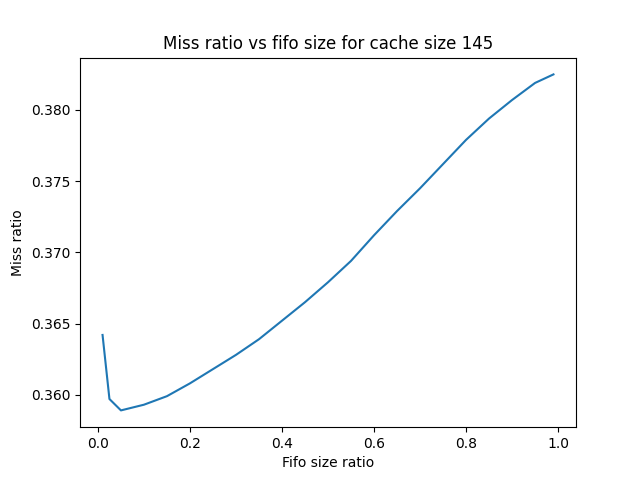 Miss ratio vs fifo size for cache size 145
0.380
0.375
0.370
0.365
0.360
Miss ratio
0.0 0.2 0.4 0.6 0.8 1.0
Fifo size ratio